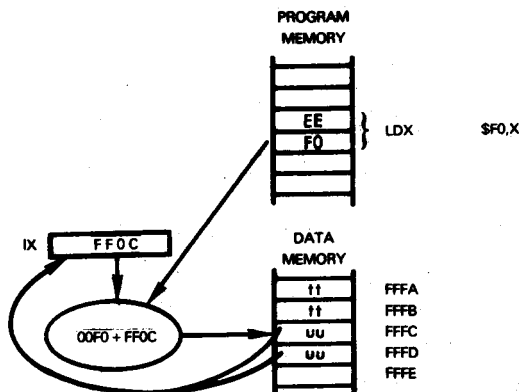 PROGRAM
MEMORY
EE
F0
LDX $F0,X
IX FF0C
DATA
MEMORY
tt FFFA
tt FFFB
uu FFFC
uu FFFD
FFFE
00F0 + FF0C